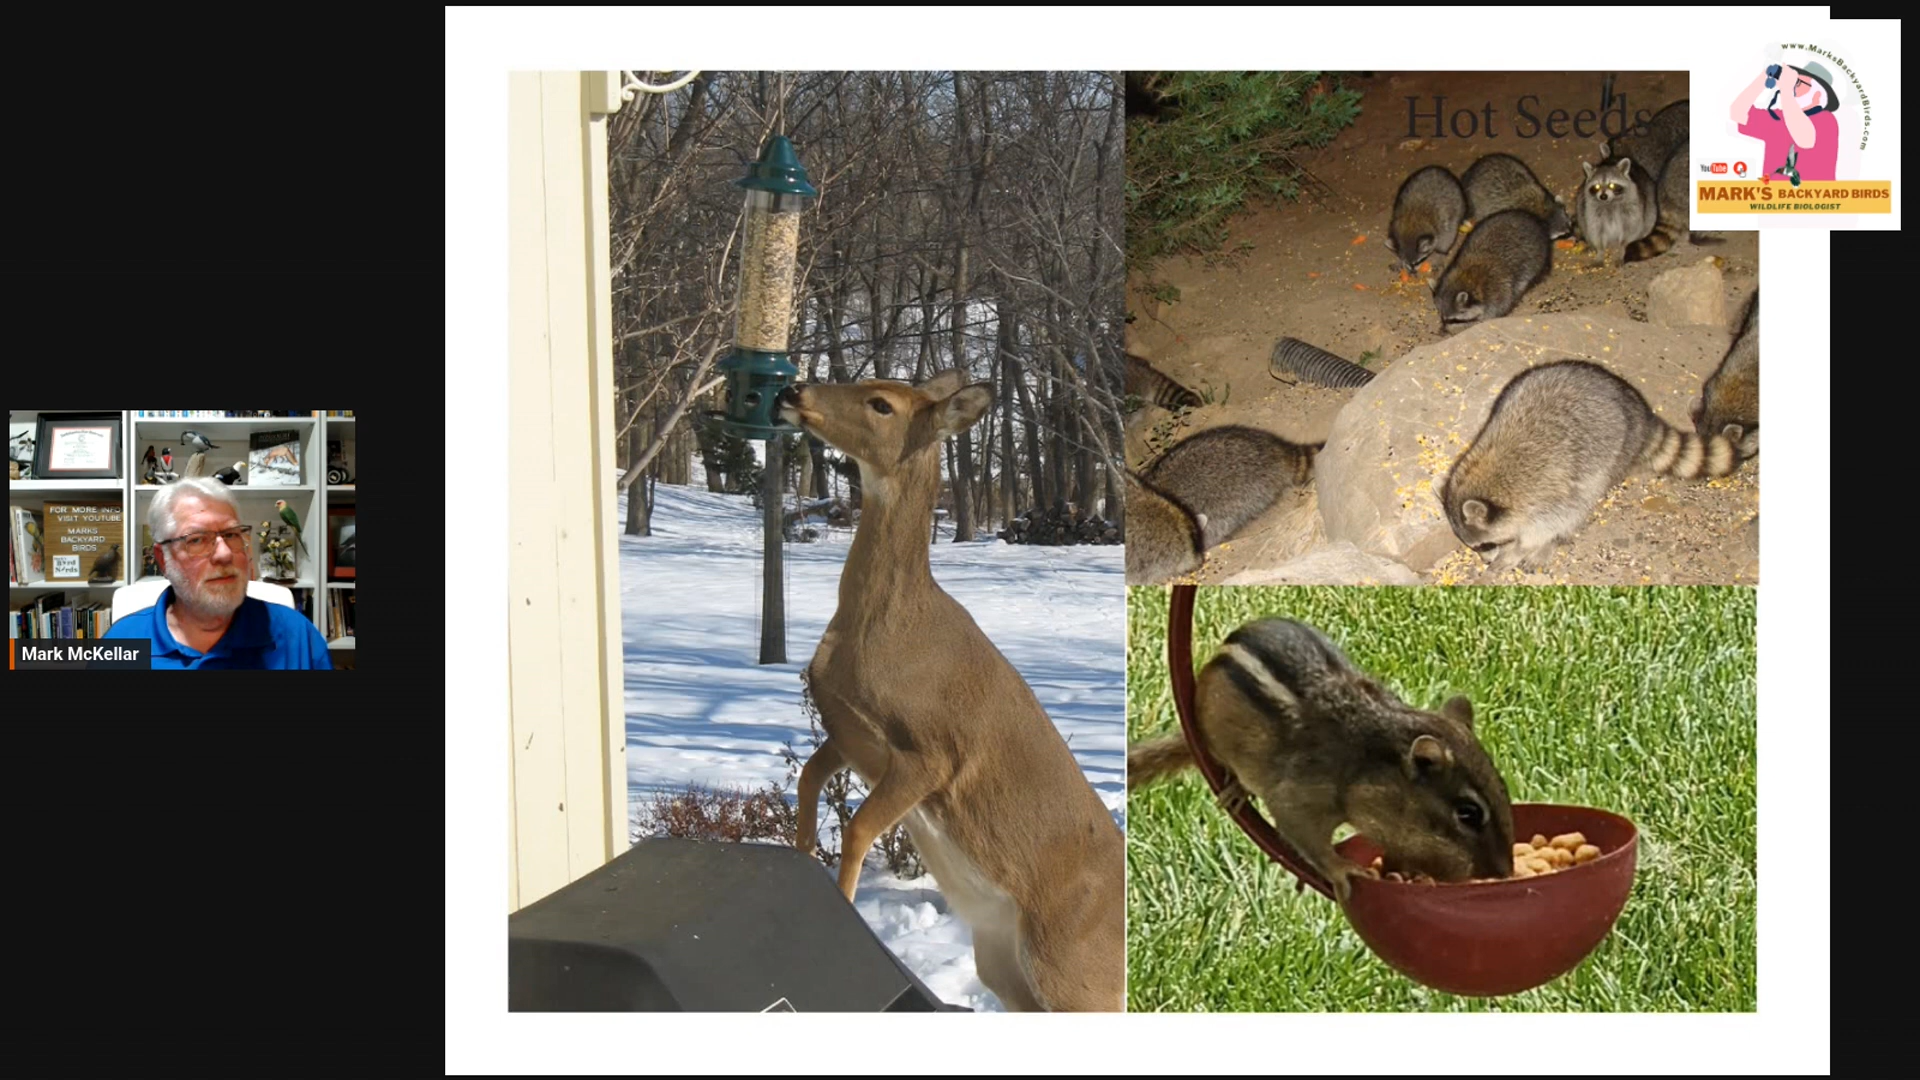 Hot Seeds
www.MarksBackyardBirds.com
YouTube
MARK'S BACKYARD BIRDS
WILDLIFE BIOLOGIST
FOR MORE INFO
VISIT YOUTUBE
MARKS
BACKYARD
BIRDS
Mark McKellar